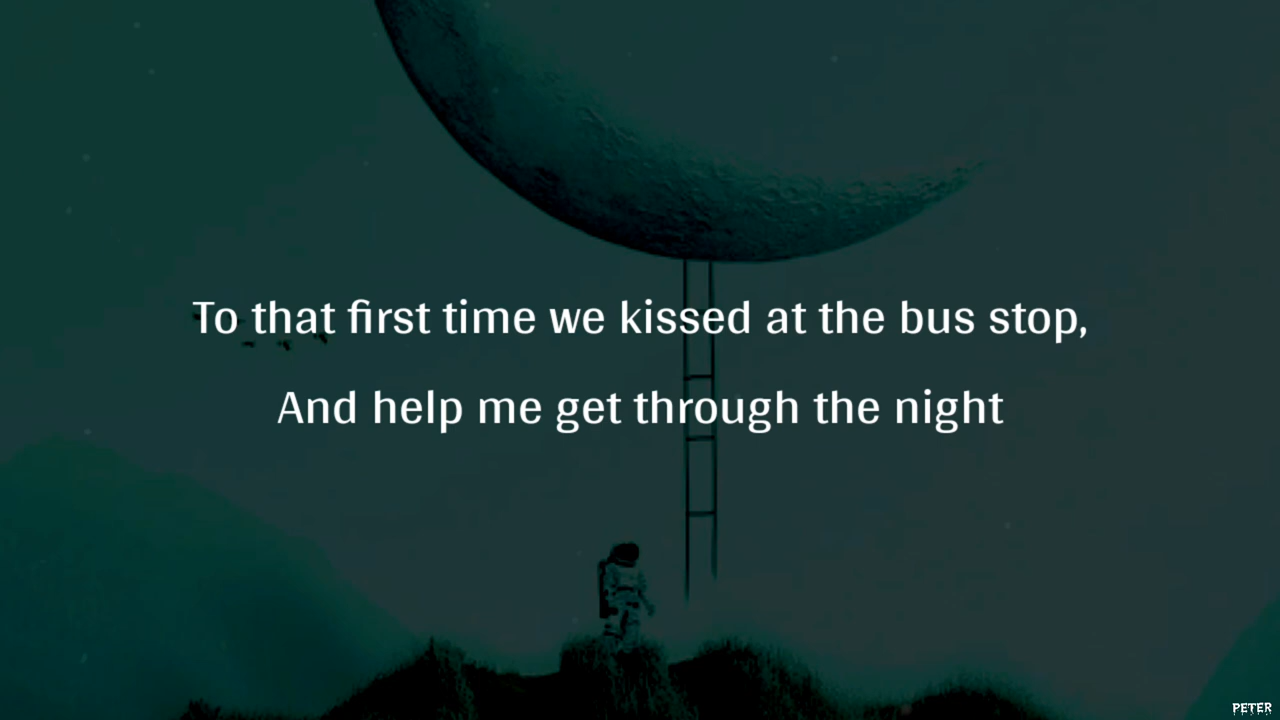 To that first time we kissed at the bus stop,
And help me get through the night
PETER